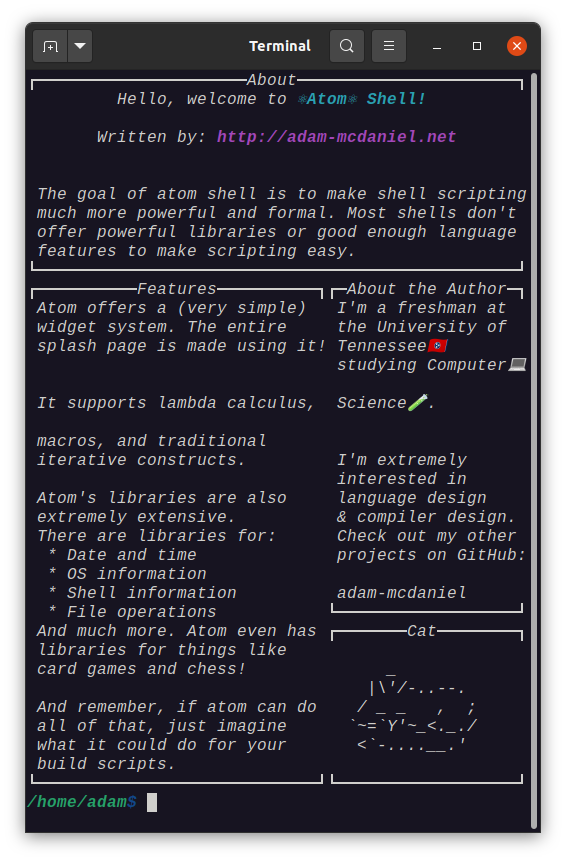 Terminal
About
Hello, welcome to ⚛Atom⚛ Shell!
Written by: http://adam-mcdaniel.net
The goal of atom shell is to make shell scripting
much more powerful and formal. Most shells don't
offer powerful libraries or good enough language
features to make scripting easy.
Features
Atom offers a (very simple)
widget system. The entire
splash page is made using it!
It supports lambda calculus,
macros, and traditional
iterative constructs.
Atom's libraries are also
extremely extensive.
There are libraries for:
* Date and time
* OS information
* Shell information
* File operations
And much more. Atom even has
libraries for things like
card games and chess!
And remember, if atom can do
all of that, just imagine
what it could do for your
build scripts.
About the Author
I'm a freshman at
the University of
Tennessee
studying Computer💻
Science🧪.
I'm extremely
interested in
language design
& compiler design.
Check out my other
projects on GitHub:
adam-mcdaniel
Cat
      _
    |\'/-..--.
   / _ _   ,  ;
  `~=`Y'~_<._./
   <`-....__.'
/home/adam$